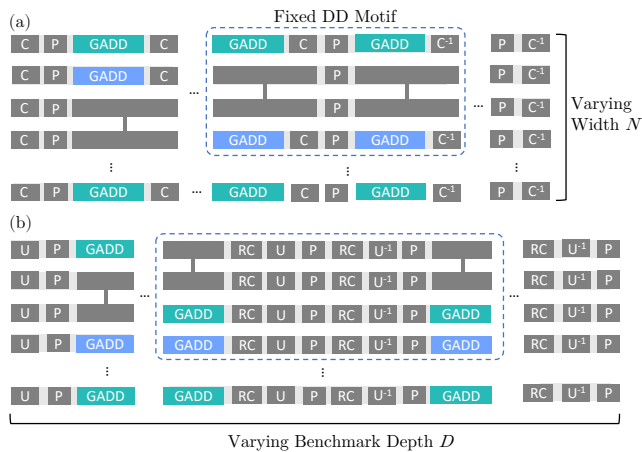 (a) Fixed DD Motif
C P GADD C GADD C P GADD C⁻¹ P C⁻¹
C P GADD C P P C⁻¹
... ...
C P P C⁻¹
Varying
Width N
C P GADD C P GADD C⁻¹ P C⁻¹
⋮ ⋮ ⋮
C P GADD C ... GADD C P GADD C⁻¹ P C⁻¹
(b)
U P GADD RC U P RC U⁻¹ P RC U⁻¹ P
U P ... RC U P RC U⁻¹ P ... RC U⁻¹ P
U P GADD RC U P RC U⁻¹ P GADD RC U⁻¹ P
U P GADD GADD RC U P RC U⁻¹ P GADD RC U⁻¹ P
⋮ ⋮
U P GADD GADD RC U P RC U⁻¹ P GADD RC U⁻¹ P
Varying Benchmark Depth D